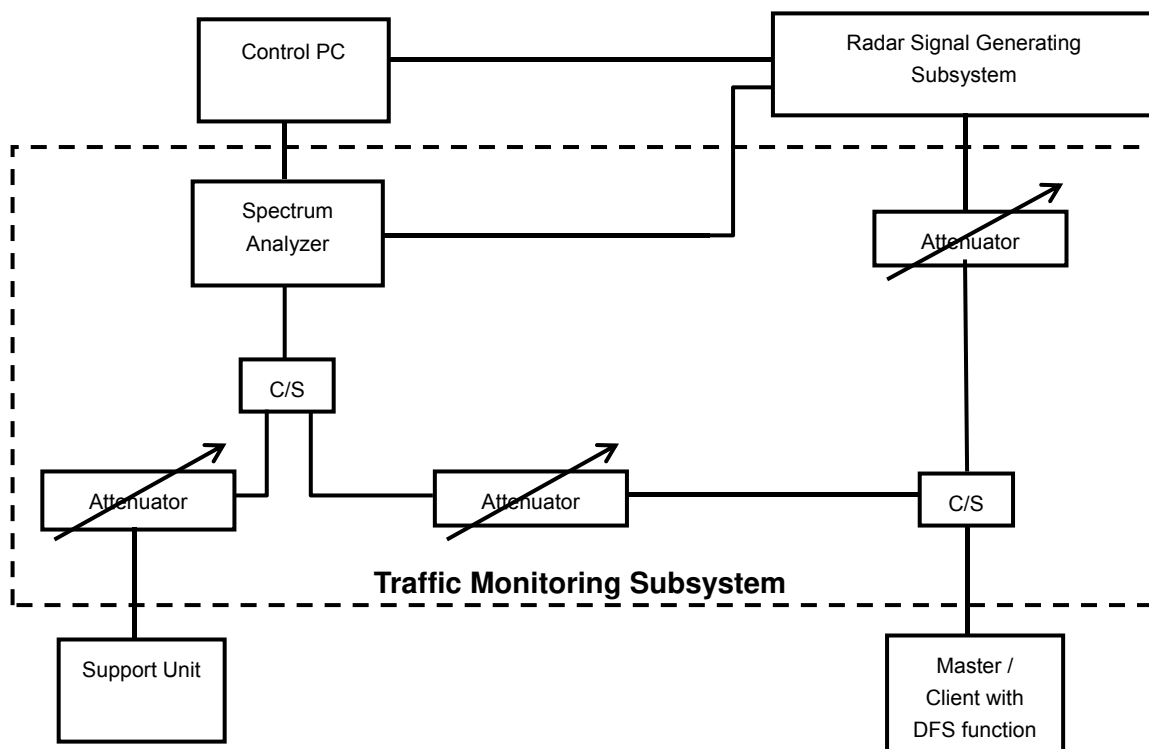 Control PC
Radar Signal Generating
Subsystem
Spectrum
Analyzer
Attenuator
C/S
Attenuator
Attenuator
C/S
Traffic Monitoring Subsystem
Support Unit
Master /
Client with
DFS function